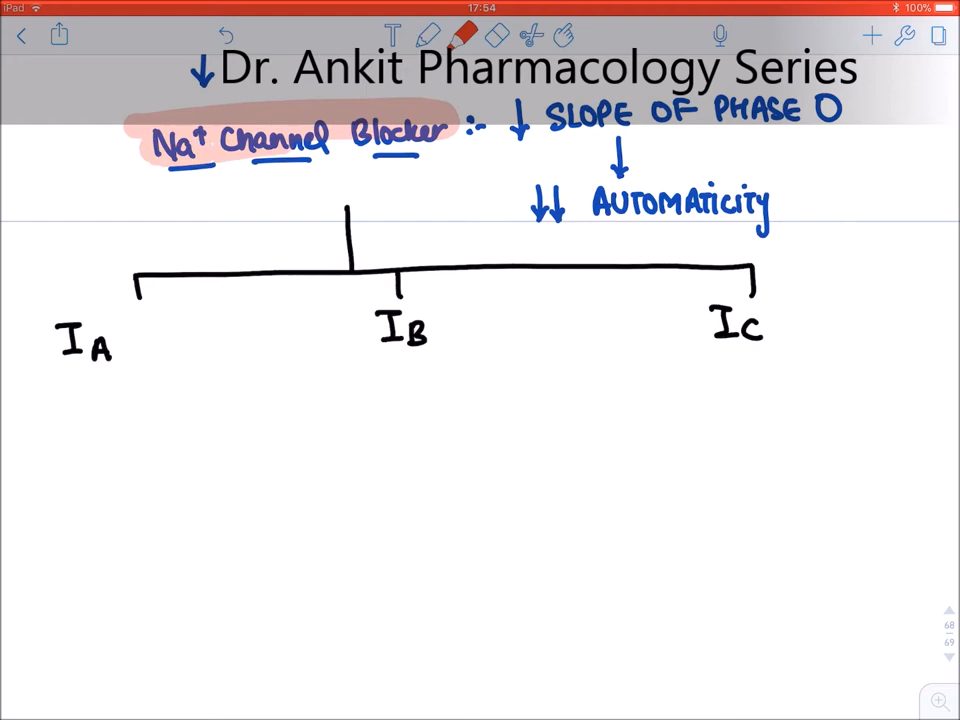 iPad 17:54 100%
Dr. Ankit Pharmacology Series
↓
Na⁺ Channel Blocker :- ↓ SLOPE OF PHASE 0
↓
↓↓ AUTOMATICITY
IA IB IC
T
68
69